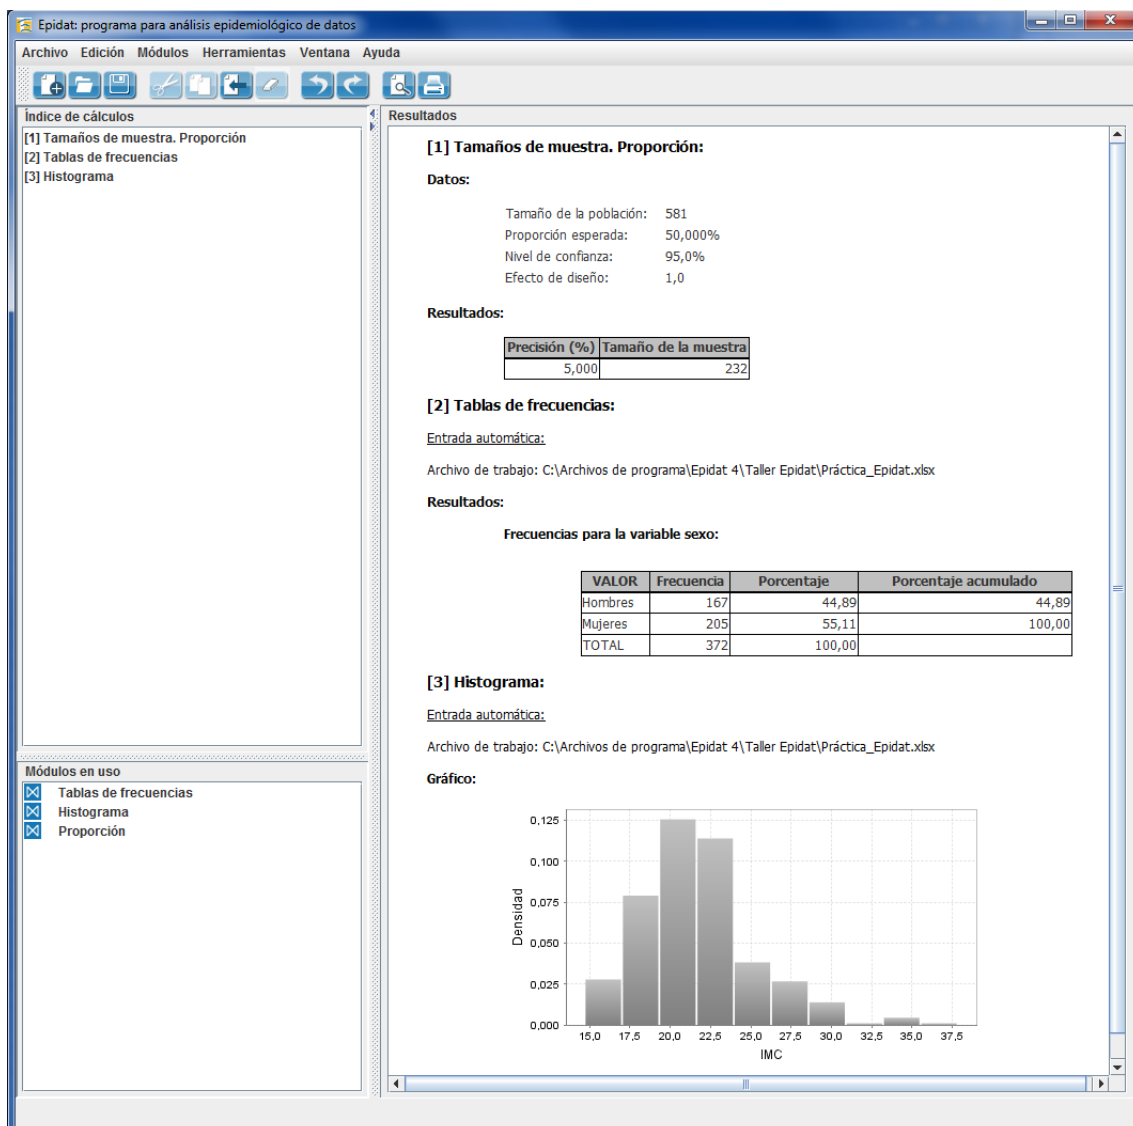 Epidat: programa para análisis epidemiológico de datos
Archivo Edición Módulos Herramientas Ventana Ayuda
Índice de cálculos
[1] Tamaños de muestra. Proporción
[2] Tablas de frecuencias
[3] Histograma
Módulos en uso
Tablas de frecuencias
Histograma
Proporción
Resultados
[1] Tamaños de muestra. Proporción:
Datos:
Tamaño de la población: 581
Proporción esperada: 50,000%
Nivel de confianza: 95,0%
Efecto de diseño: 1,0
Resultados:
Precisión (%) Tamaño de la muestra
5,000 232
[2] Tablas de frecuencias:
Entrada automática:
Archivo de trabajo: C:\Archivos de programa\Epidat 4\Taller Epidat\Práctica_Epidat.xlsx
Resultados:
Frecuencias para la variable sexo:
VALOR Frecuencia Porcentaje Porcentaje acumulado
Hombres 167 44,89 44,89
Mujeres 205 55,11 100,00
TOTAL 372 100,00
[3] Histograma:
Entrada automática:
Archivo de trabajo: C:\Archivos de programa\Epidat 4\Taller Epidat\Práctica_Epidat.xlsx
Gráfico:
0,125
0,100
0,075
0,050
0,025
0,000
Densidad
15,0 17,5 20,0 22,5 25,0 27,5 30,0 32,5 35,0 37,5
IMC